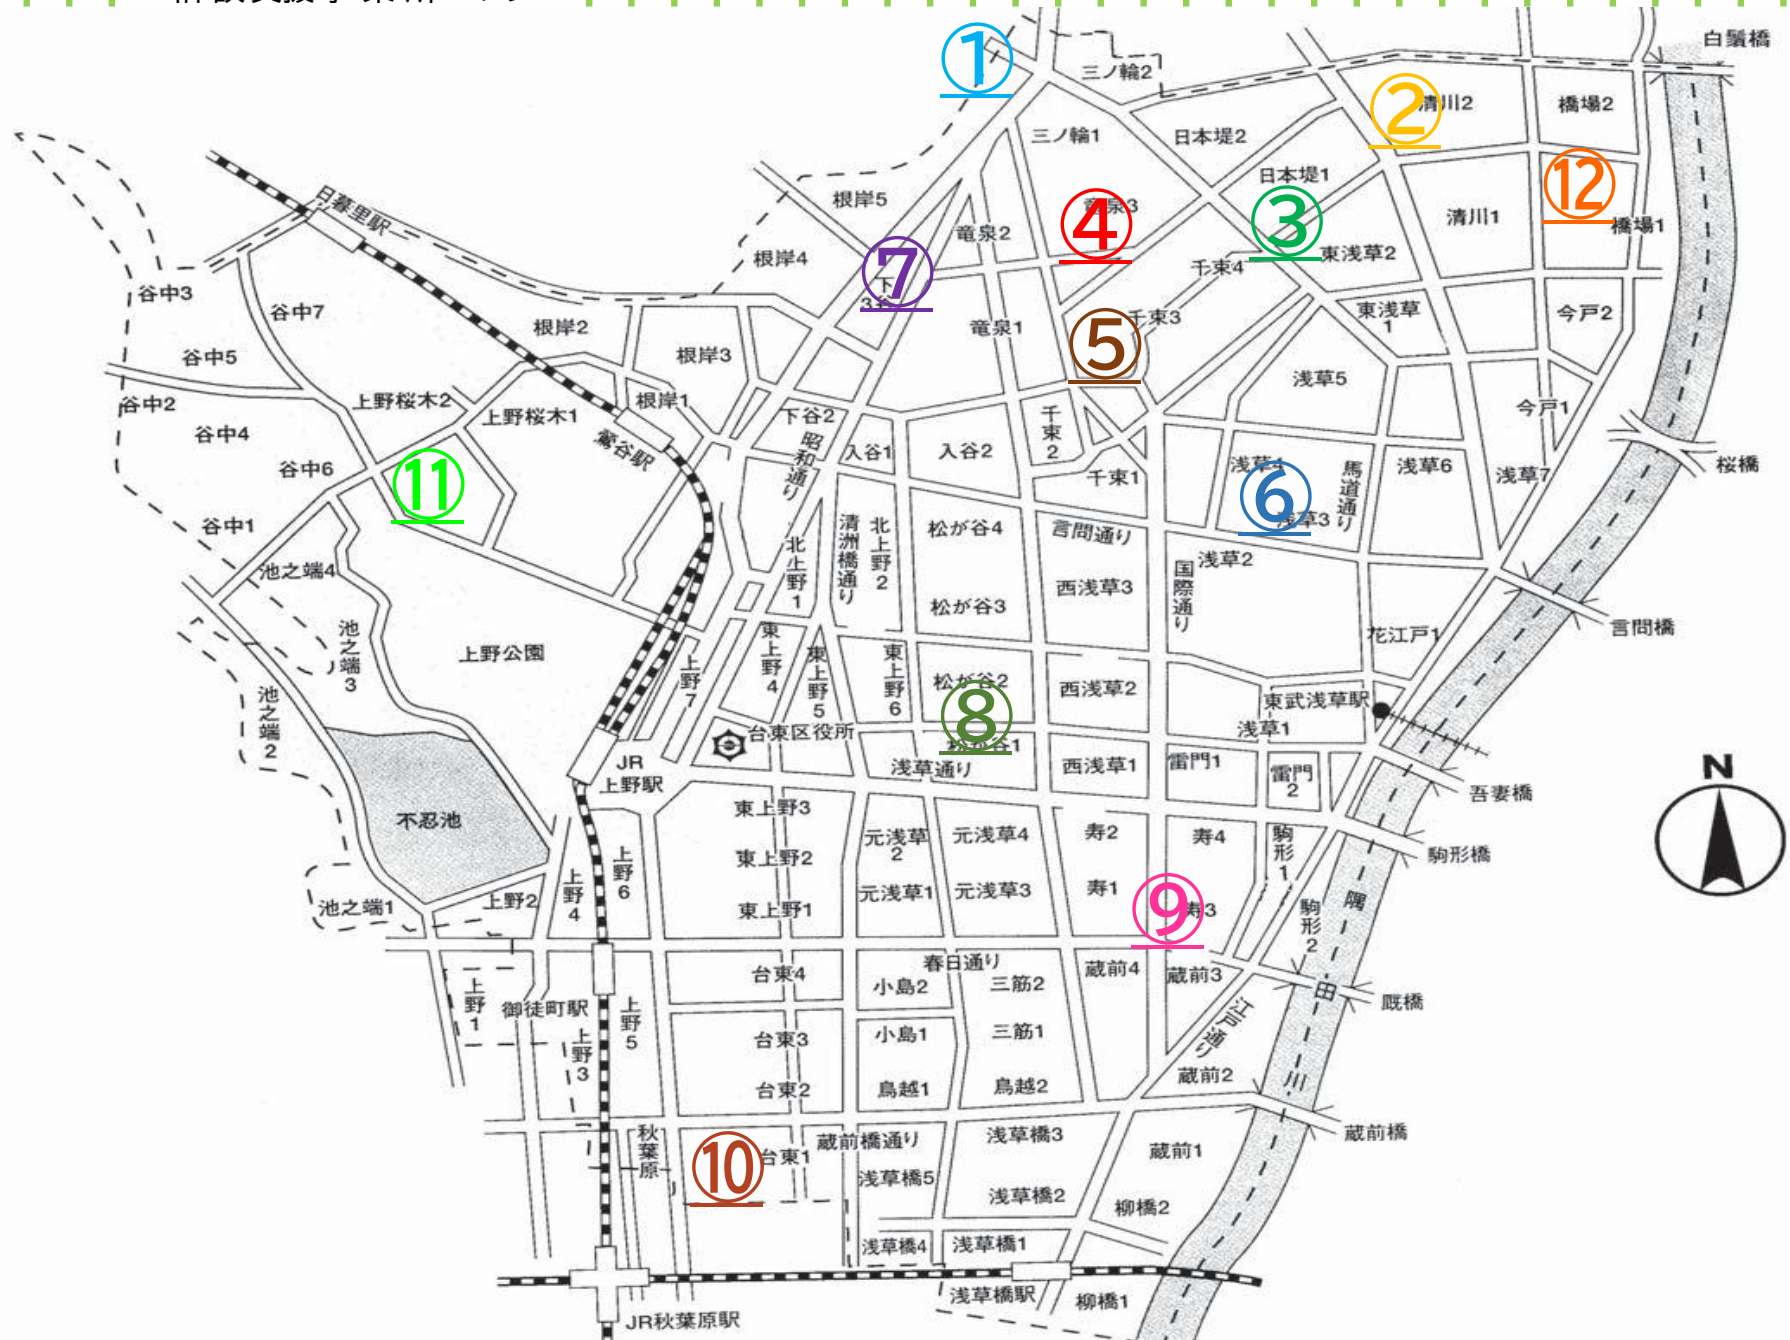 白鬚橋
①
三ノ輪2
②
清川2
橋場2
三ノ輪1
日本堤2
日本堤1
⑫
根岸5
④
竜泉3
③
清川1
橋場1
日暮里駅
竜泉2
東浅草2
根岸4
⑦
下谷3
千束4
谷中3
谷中7
根岸2
竜泉1
千束3
東浅草1
今戸2
谷中5
根岸3
⑤
浅草5
谷中2
上野桜木2
上野桜木1
根岸1
下谷2
今戸1
谷中4
鶯谷駅
昭和通り
入谷1
入谷2
千束2
谷中6
⑪
千束1
浅草4
⑥
馬道通り
浅草6
浅草7
桜橋
谷中1
北上野1
清洲橋通り
北上野2
松が谷4
言問通り
浅草3
池之端4
西浅草3
国際通り
浅草2
松が谷3
池之端3
上野公園
東上野4
花江戸1
言問橋
池之端2
上野7
東上野5
東上野6
松が谷2
⑧
西浅草2
東武浅草駅
台東区役所
松が谷1
浅草1
JR
上野駅
浅草通り
西浅草1
雷門1
雷門2
吾妻橋
N
不忍池
東上野3
元浅草2
元浅草4
寿2
寿4
駒形1
駒形橋
上野6
東上野2
上野4
元浅草1
元浅草3
寿1
⑨
寿3
池之端1
上野2
東上野1
駒形2
隅田川
上野1
御徒町駅
台東4
春日通り
小島2
三筋2
蔵前4
蔵前3
厩橋
上野5
上野3
台東3
小島1
三筋1
江戸通り
台東2
鳥越1
鳥越2
蔵前2
秋葉原
⑩
台東1
蔵前橋通り
浅草橋3
蔵前1
蔵前橋
浅草橋5
浅草橋2
柳橋2
浅草橋4
浅草橋1
浅草橋駅
柳橋1
JR秋葉原駅